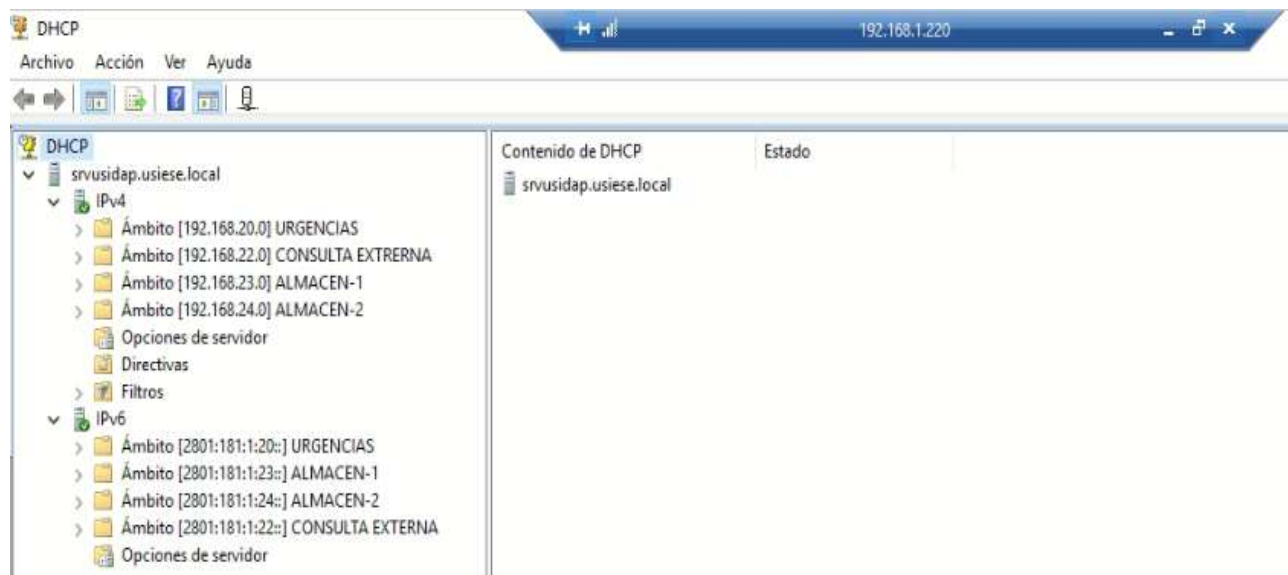 DHCP
192.168.1.220
Archivo Acción Ver Ayuda
DHCP
srvusidap.usiese.local
IPv4
Ámbito [192.168.20.0] URGENCIAS
Ámbito [192.168.22.0] CONSULTA EXTRERNA
Ámbito [192.168.23.0] ALMACEN-1
Ámbito [192.168.24.0] ALMACEN-2
Opciones de servidor
Directivas
Filtros
IPv6
Ámbito [2801:181:1:20::] URGENCIAS
Ámbito [2801:181:1:23::] ALMACEN-1
Ámbito [2801:181:1:24::] ALMACEN-2
Ámbito [2801:181:1:22::] CONSULTA EXTERNA
Opciones de servidor
Contenido de DHCP Estado
srvusidap.usiese.local